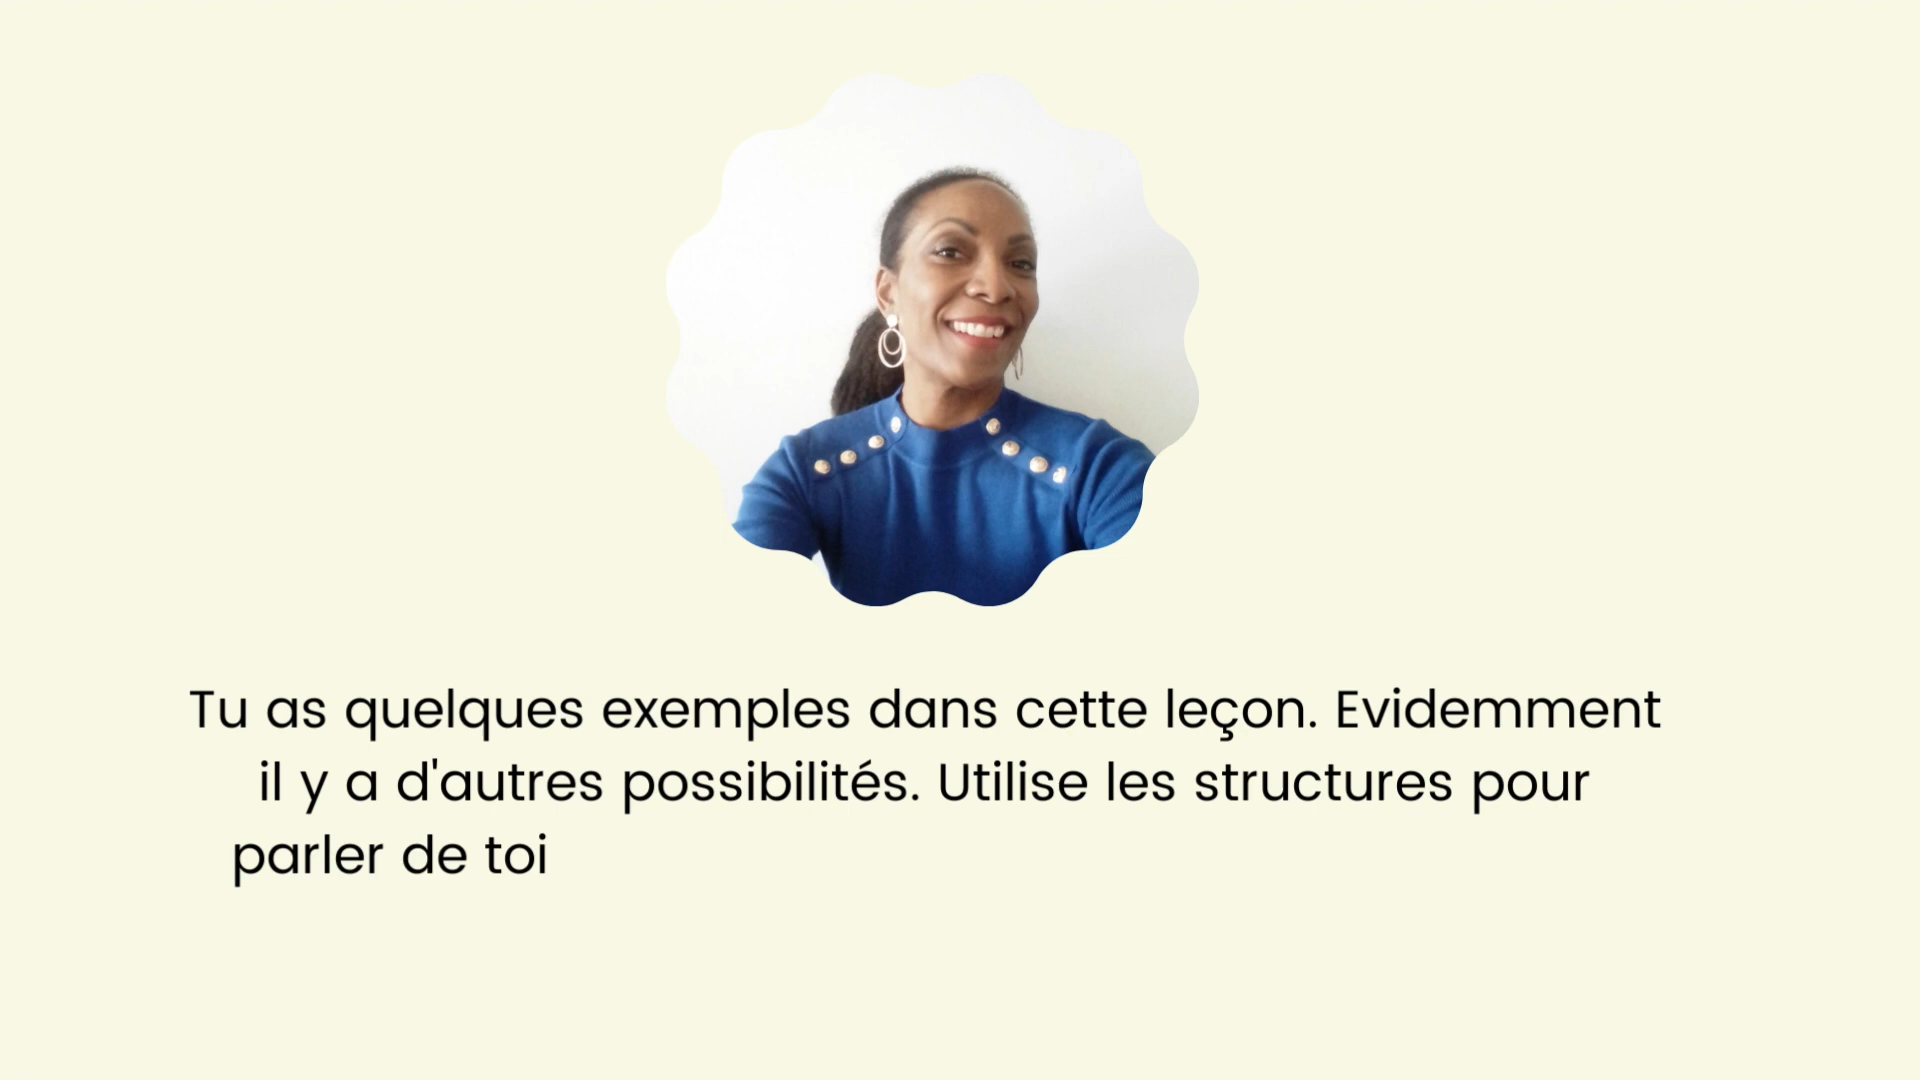 Tu as quelques exemples dans cette leçon. Evidemment
il y a d'autres possibilités. Utilise les structures pour
parler de toi